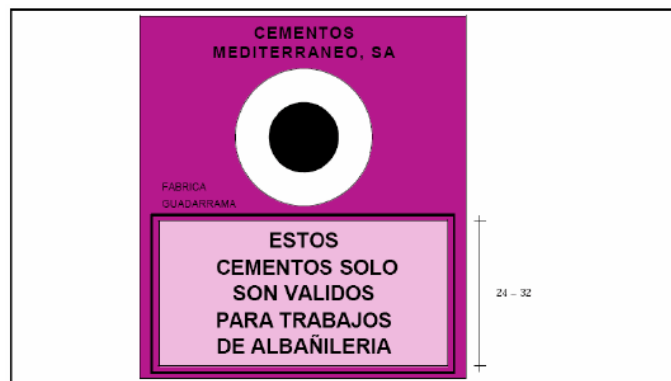 CEMENTOS
MEDITERRANEO, SA
FABRICA
GUADARRAMA
ESTOS
CEMENTOS SOLO
SON VALIDOS
PARA TRABAJOS
DE ALBAÑILERIA
24 – 32